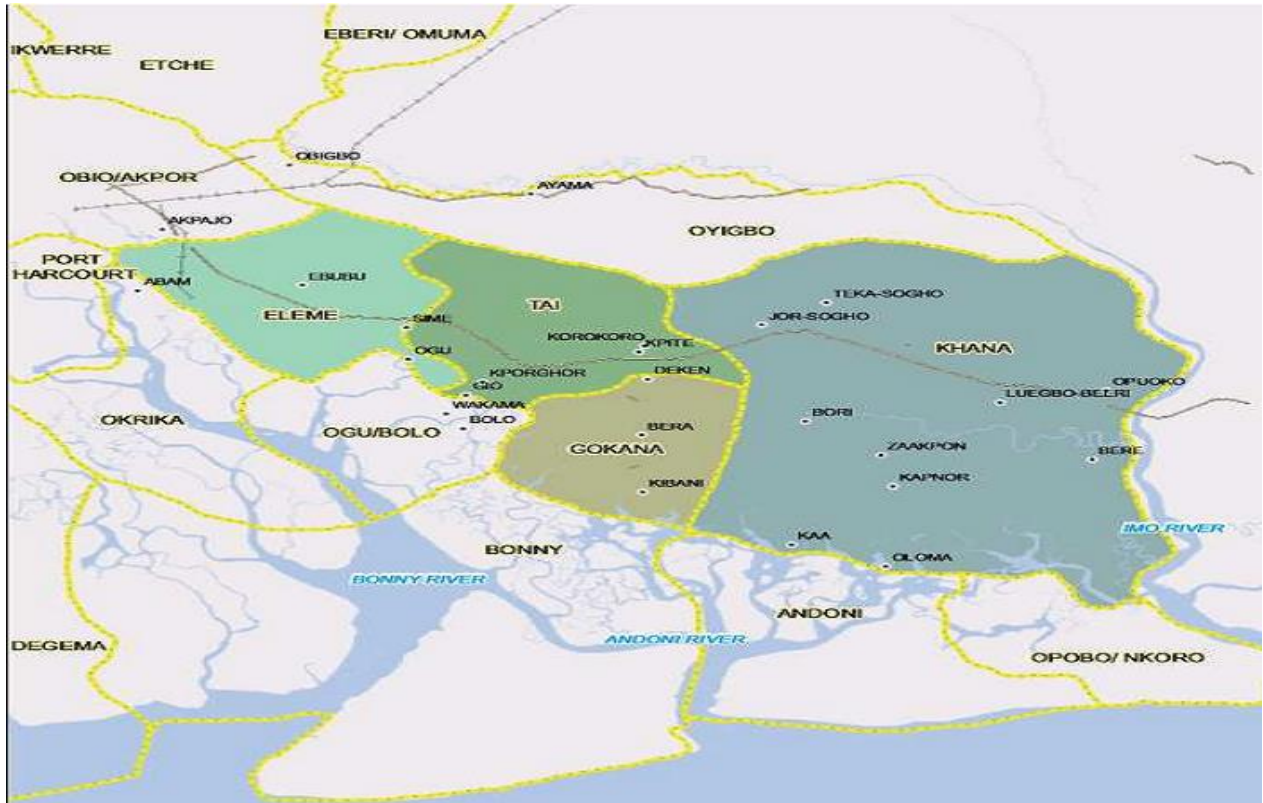 EBERI/ OMUMA
IKWERRE
ETCHE
OBIGBO
OBIO/AKPOR
AYAMA
AKPAJO
OYIGBO
PORT
HARCOURT
ABAM
EBUBU
ELEME
TAI
TEKA-SOGHO
JOR-SOGHO
SIME
KOROKORO
KPITE
KHANA
OGU
KPORGHOR
DEKEN
OPUOKO
GIO
LUEGBO-BEERI
WAKAMA
OKRIKA
BOLO
OGU/BOLO
BORI
BERA
GOKANA
ZAAKPON
BERE
KIBANI
KAPNOR
IMO RIVER
KAA
BONNY
OLOMA
BONNY RIVER
ANDONI
ANDONI RIVER
DEGEMA
OPOBO/ NKORO